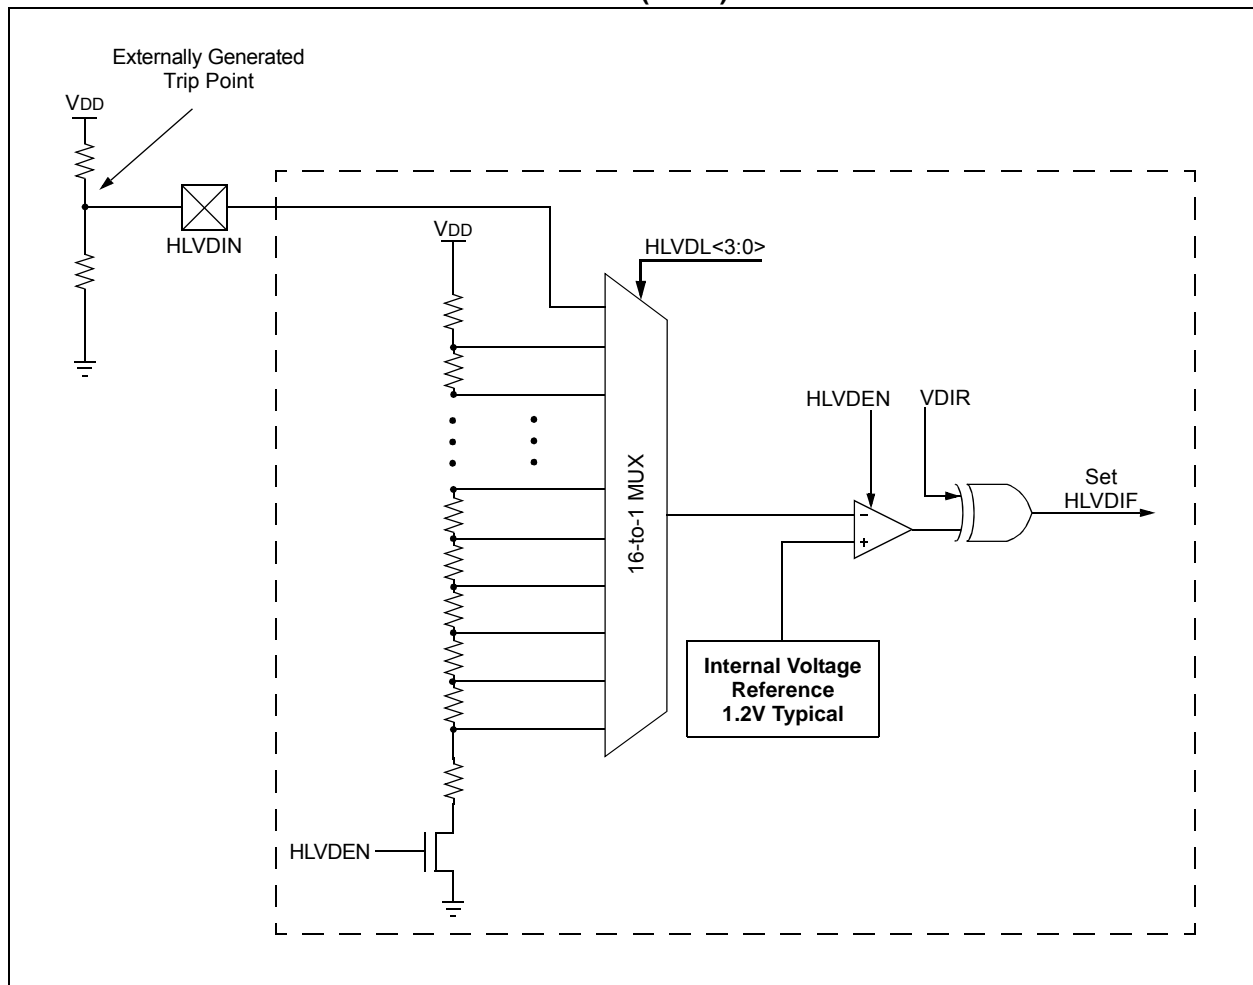 Externally Generated
Trip Point
VDD
HLVDIN
VDD
HLVDL<3:0>
16-to-1 MUX
HLVDEN
VDIR
Set
HLVDIF
−
+
Internal Voltage
Reference
1.2V Typical
HLVDEN